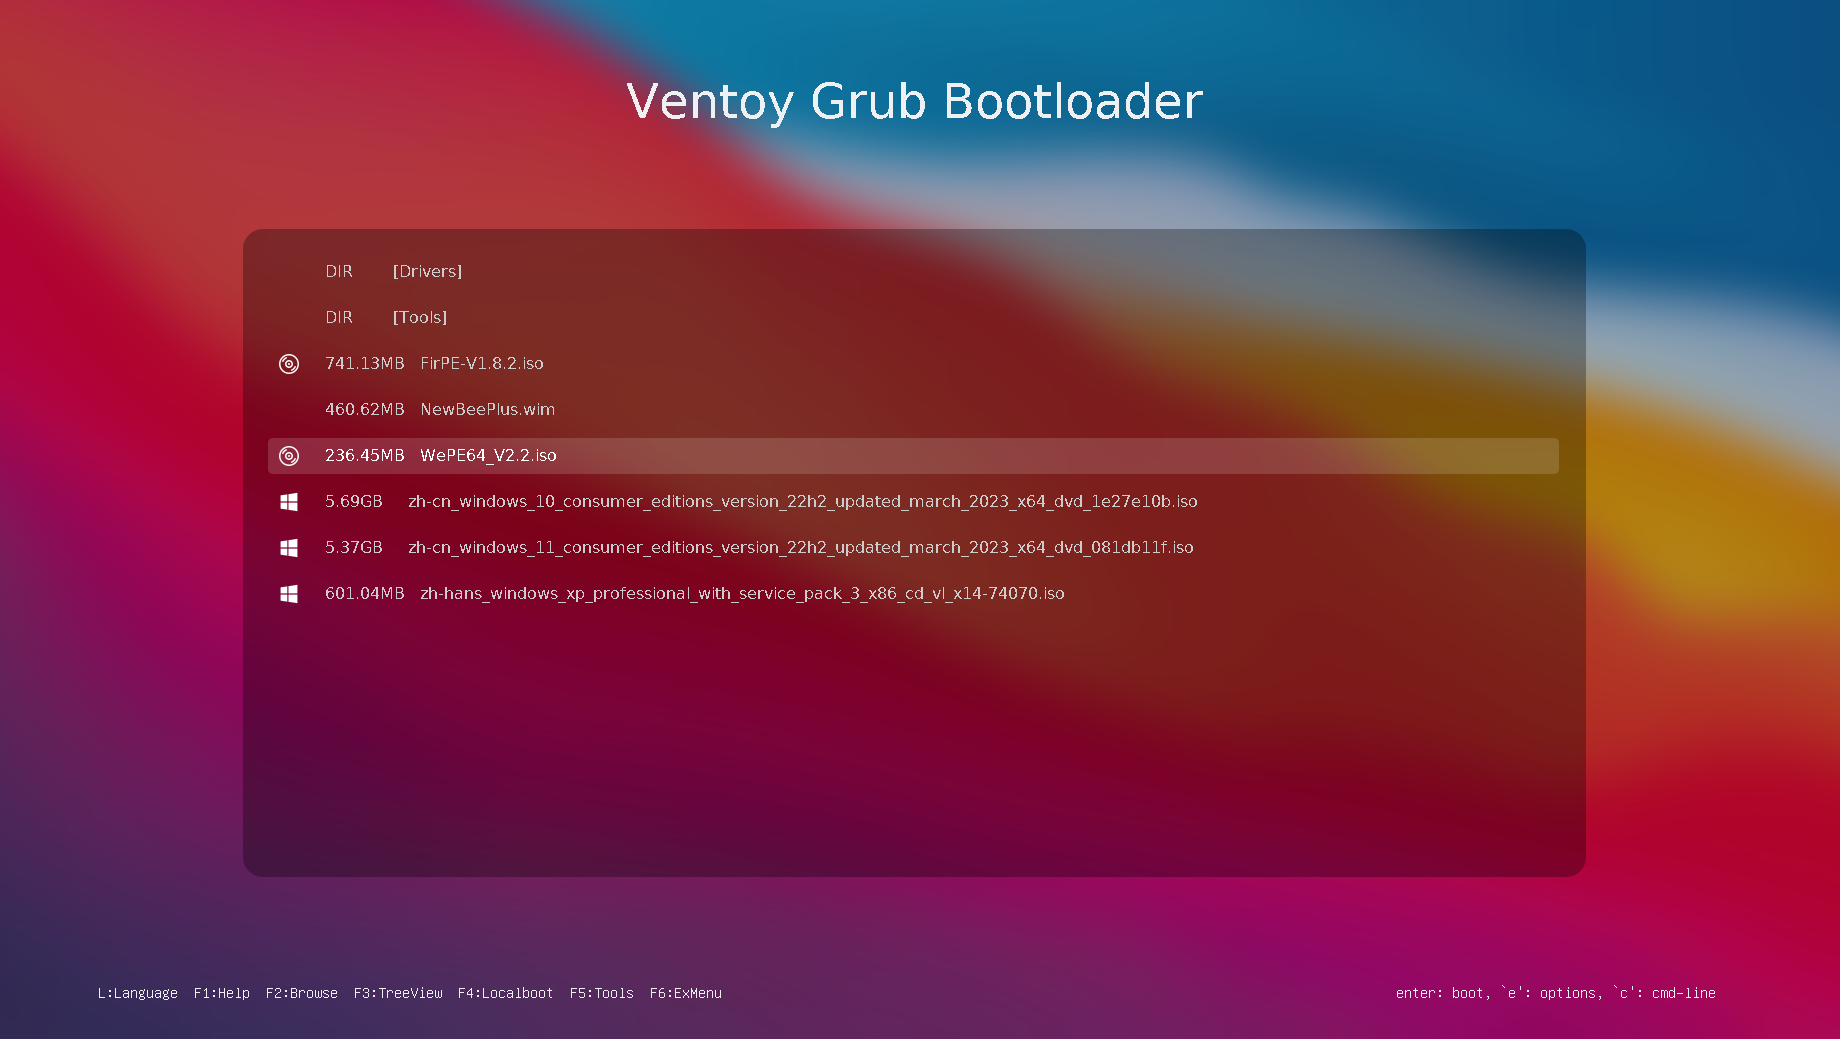 Ventoy Grub Bootloader
DIR [Drivers]
DIR [Tools]
741.13MB FirPE-V1.8.2.iso
460.62MB NewBeePlus.wim
236.45MB WePE64_V2.2.iso
5.69GB zh-cn_windows_10_consumer_editions_version_22h2_updated_march_2023_x64_dvd_1e27e10b.iso
5.37GB zh-cn_windows_11_consumer_editions_version_22h2_updated_march_2023_x64_dvd_081db11f.iso
601.04MB zh-hans_windows_xp_professional_with_service_pack_3_x86_cd_vl_x14-74070.iso
L:Language F1:Help F2:Browse F3:TreeView F4:Localboot F5:Tools F6:ExMenu
enter: boot, `e': options, `c': cmd-line